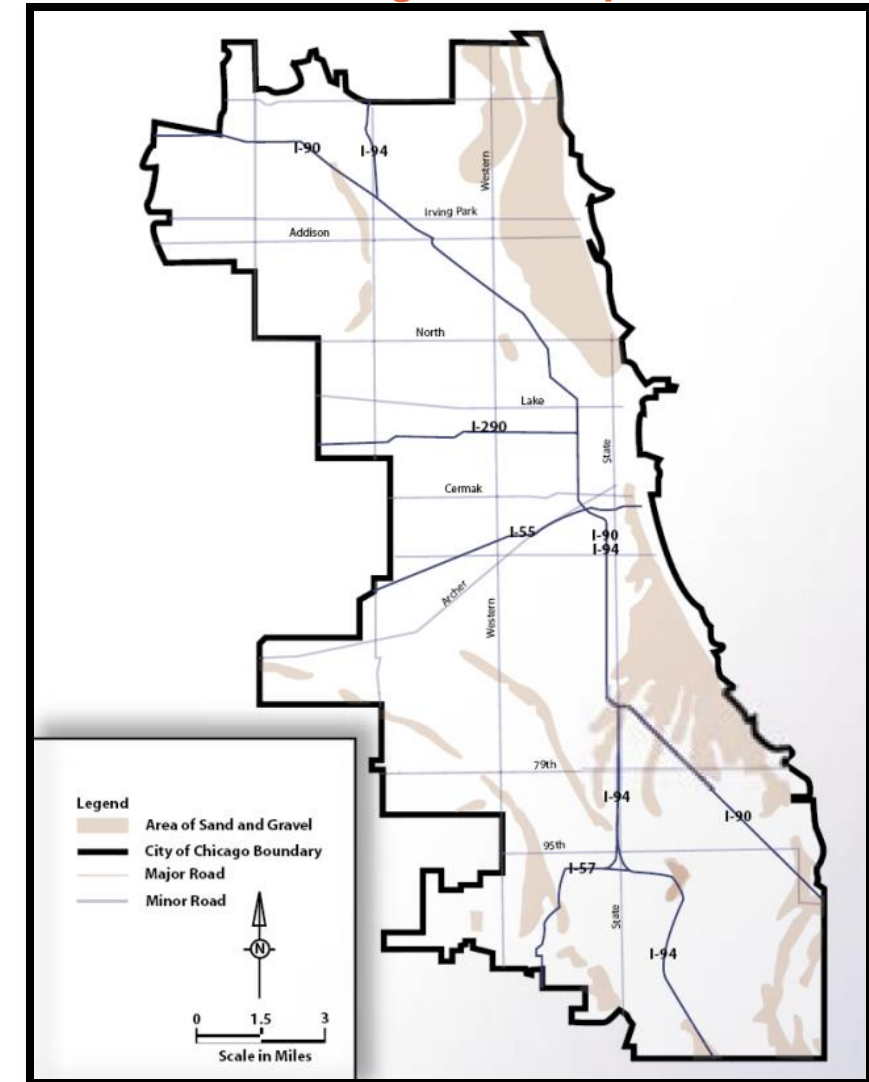 I-90
I-94
Western
Irving Park
Addison
North
Lake
I-290
State
Cermak
I-55
I-90
I-94
Archer
Western
79th
I-94
I-90
95th
I-57
State
I-94
Legend
Area of Sand and Gravel
City of Chicago Boundary
Major Road
Minor Road
N
0 1.5 3
Scale in Miles